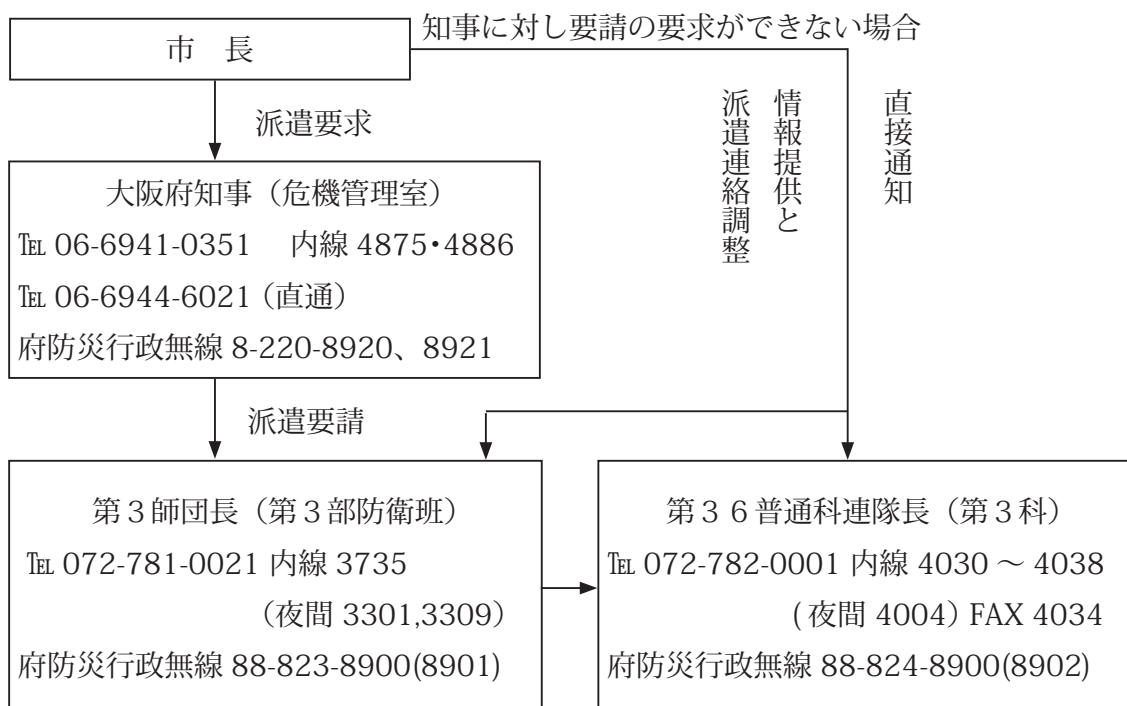 知事に対し要請の要求ができない場合
市　長
派遣要求
直接通知
情報提供と
派遣連絡調整
大阪府知事（危機管理室）
℡ 06-6941-0351　内線 4875・4886
℡ 06-6944-6021（直通）
府防災行政無線 8-220-8920、8921
派遣要請
第３師団長（第３部防衛班）
℡ 072-781-0021 内線 3735
（夜間 3301,3309）
府防災行政無線 88-823-8900(8901)
第３６普通科連隊長（第３科）
℡ 072-782-0001 内線 4030 ～ 4038
( 夜間 4004) FAX 4034
府防災行政無線 88-824-8900(8902)